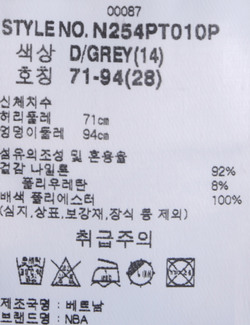 00087
STYLE NO. N254PT010P
색상 D/GREY(14)
호칭 71-94(28)
신체치수
허리둘레 71cm
엉덩이둘레 94cm
섬유의조성 및 혼용율
겉감 나일론 92%
폴리우레탄 8%
배색 폴리에스터 100%
(심지,상표,보강재,장식 등 제외)
취급주의
제조국명 : 베트남
브랜드명 : NBA